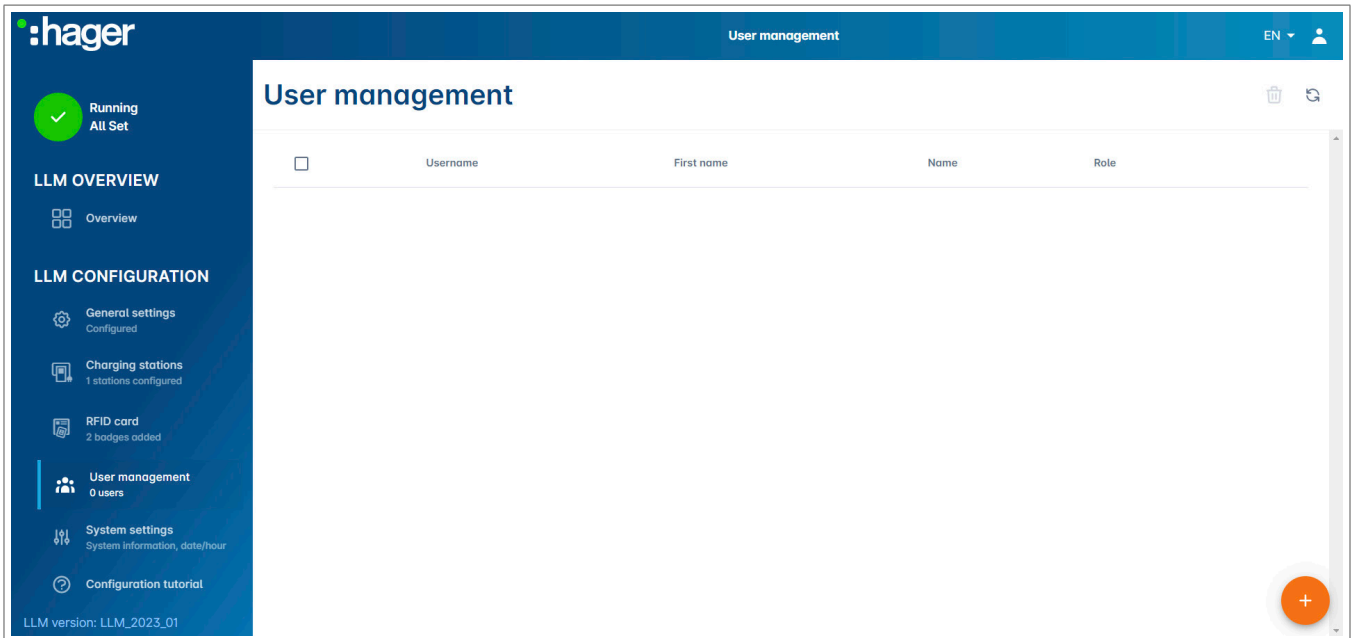 :hager
User management
EN
Running
All Set
LLM OVERVIEW
Overview
LLM CONFIGURATION
General settings
Configured
Charging stations
1 stations configured
RFID card
2 badges added
User management
0 users
System settings
System information, date/hour
Configuration tutorial
LLM version: LLM_2023_01
User management
Username First name Name Role
+